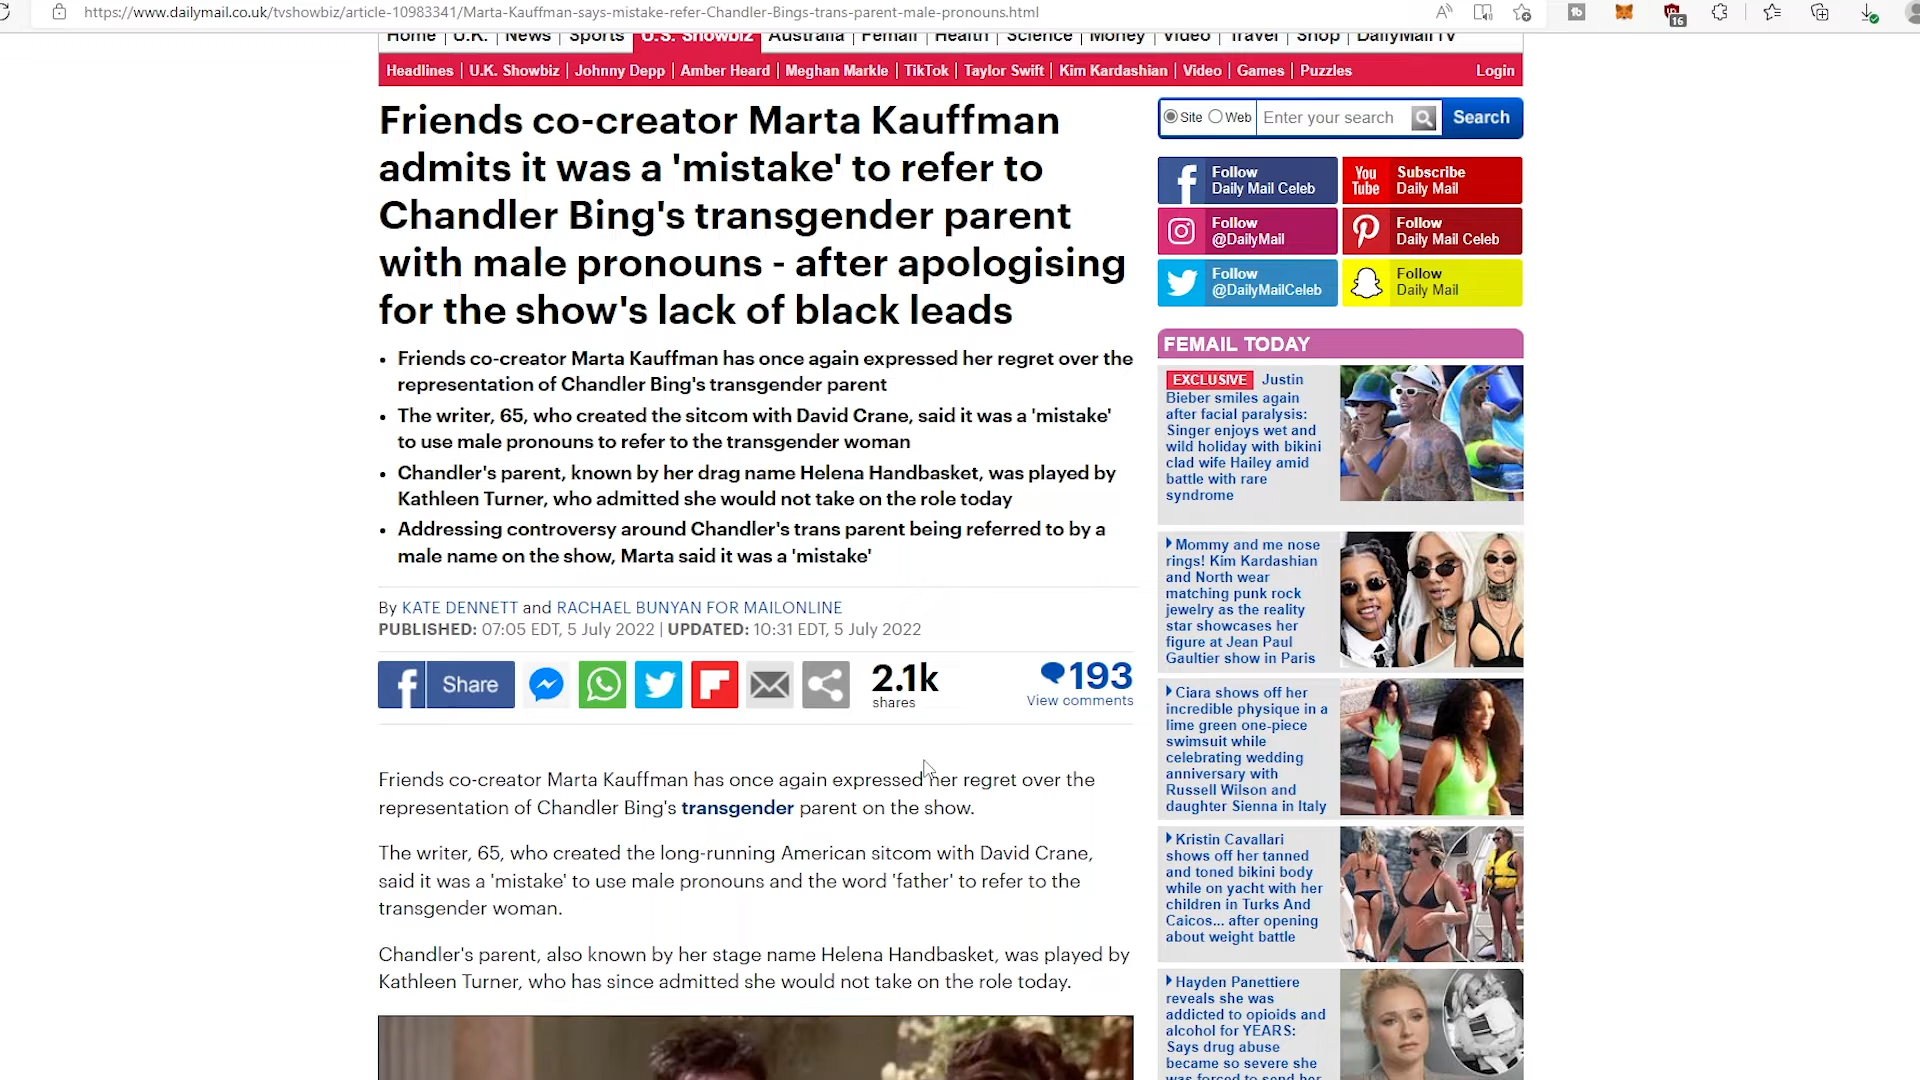 https://www.dailymail.co.uk/tvshowbiz/article-10983341/Marta-Kauffman-says-mistake-refer-Chandler-Bings-trans-parent-male-pronouns.html
16
Home U.K. News Sports U.S. Showbiz Australia Femail Health Science Money Video Travel Shop DailyMailTV
Headlines U.K. Showbiz Johnny Depp Amber Heard Meghan Markle TikTok Taylor Swift Kim Kardashian Video Games Puzzles Login
Friends co-creator Marta Kauffman
admits it was a 'mistake' to refer to
Chandler Bing's transgender parent
with male pronouns - after apologising
for the show's lack of black leads
• Friends co-creator Marta Kauffman has once again expressed her regret over the
representation of Chandler Bing's transgender parent
• The writer, 65, who created the sitcom with David Crane, said it was a 'mistake'
to use male pronouns to refer to the transgender woman
• Chandler's parent, known by her drag name Helena Handbasket, was played by
Kathleen Turner, who admitted she would not take on the role today
• Addressing controversy around Chandler's trans parent being referred to by a
male name on the show, Marta said it was a 'mistake'
By KATE DENNETT and RACHAEL BUNYAN FOR MAILONLINE
PUBLISHED: 07:05 EDT, 5 July 2022 | UPDATED: 10:31 EDT, 5 July 2022
Share
2.1k
shares
193
View comments
Friends co-creator Marta Kauffman has once again expressed her regret over the
representation of Chandler Bing's transgender parent on the show.
The writer, 65, who created the long-running American sitcom with David Crane,
said it was a 'mistake' to use male pronouns and the word 'father' to refer to the
transgender woman.
Chandler's parent, also known by her stage name Helena Handbasket, was played by
Kathleen Turner, who has since admitted she would not take on the role today.
Site Web Enter your search Search
Follow
Daily Mail Celeb
You
Tube
Subscribe
Daily Mail
Follow
@DailyMail
Follow
Daily Mail Celeb
Follow
@DailyMailCeleb
Follow
Daily Mail
FEMAIL TODAY
EXCLUSIVE Justin
Bieber smiles again
after facial paralysis:
Singer enjoys wet and
wild holiday with bikini
clad wife Hailey amid
battle with rare
syndrome
Mommy and me nose
rings! Kim Kardashian
and North wear
matching punk rock
jewelry as the reality
star showcases her
figure at Jean Paul
Gaultier show in Paris
Ciara shows off her
incredible physique in a
lime green one-piece
swimsuit while
celebrating wedding
anniversary with
Russell Wilson and
daughter Sienna in Italy
Kristin Cavallari
shows off her tanned
and toned bikini body
while on yacht with her
children in Turks And
Caicos... after opening
about weight battle
Hayden Panettiere
reveals she was
addicted to opioids and
alcohol for YEARS:
Says drug abuse
became so severe she
was forced to send her